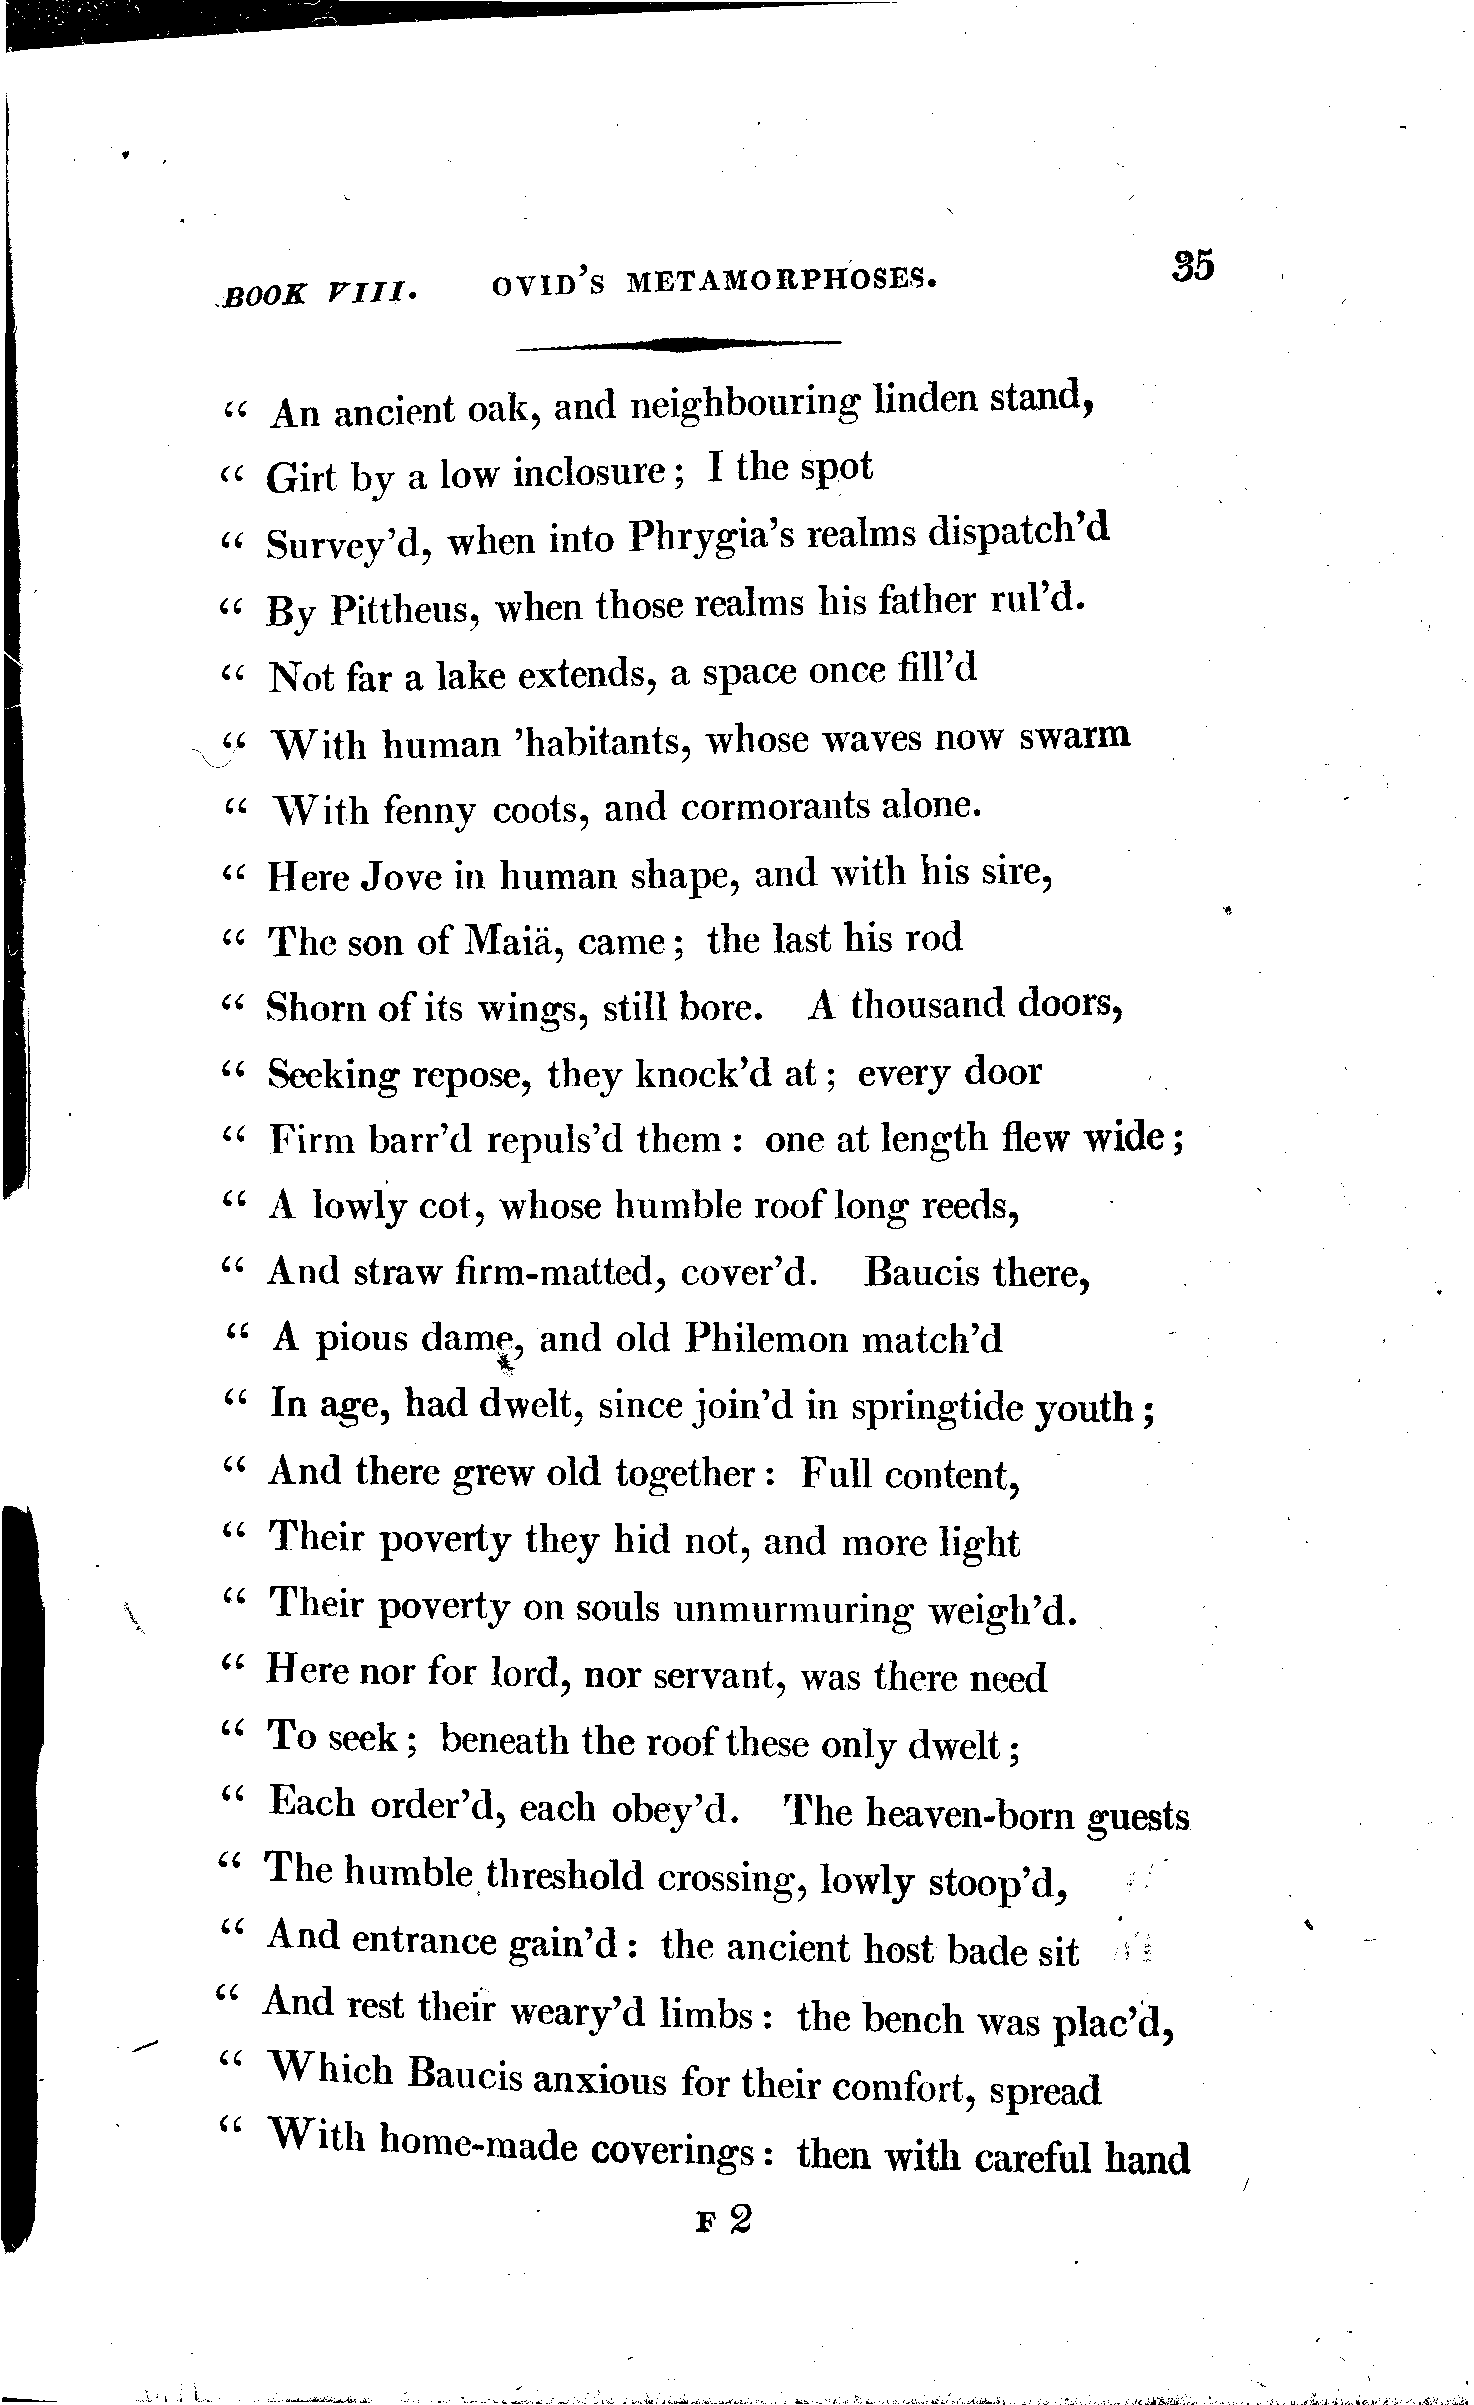 BOOK VIII. OVID'S METAMORPHOSES. 35
“ An ancient oak, and neighbouring linden stand,
“ Girt by a low inclosure ; I the spot
“ Survey'd, when into Phrygia's realms dispatch'd
“ By Pittheus, when those realms his father rul'd.
“ Not far a lake extends, a space once fill'd
“ With human 'habitants, whose waves now swarm
“ With fenny coots, and cormorants alone.
“ Here Jove in human shape, and with his sire,
“ The son of Maiä, came ; the last his rod
“ Shorn of its wings, still bore. A thousand doors,
“ Seeking repose, they knock'd at ; every door
“ Firm barr'd repuls'd them : one at length flew wide ;
“ A lowly cot, whose humble roof long reeds,
“ And straw firm-matted, cover'd. Baucis there,
“ A pious dame, and old Philemon match'd
“ In age, had dwelt, since join'd in springtide youth ;
“ And there grew old together : Full content,
“ Their poverty they hid not, and more light
“ Their poverty on souls unmurmuring weigh'd.
“ Here nor for lord, nor servant, was there need
“ To seek ; beneath the roof these only dwelt ;
“ Each order'd, each obey'd. The heaven-born guests
“ The humble threshold crossing, lowly stoop'd,
“ And entrance gain'd : the ancient host bade sit
“ And rest their weary'd limbs : the bench was plac'd,
“ Which Baucis anxious for their comfort, spread
“ With home-made coverings : then with careful hand
F 2